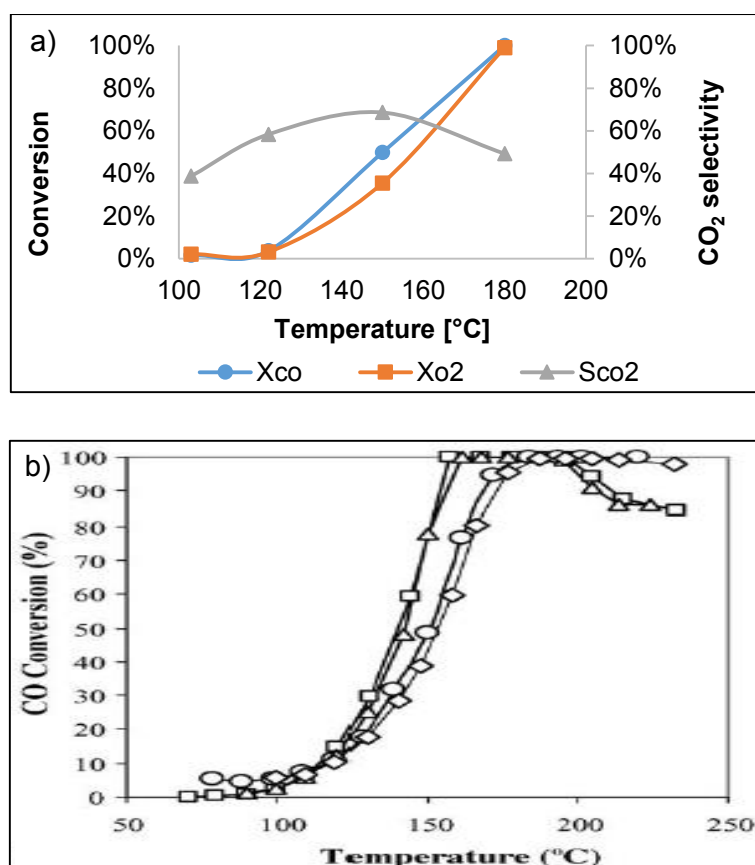 a)
100%
80%
60%
40%
20%
0%
100%
80%
60%
40%
20%
0%
Conversion
CO₂ selectivity
100 120 140 160 180 200
Temperature [°C]
Xco Xo2 Sco2
b)
100
90
80
70
60
50
40
30
20
10
0
CO Conversion (%)
50 100 150 200 250
Temperature (°C)